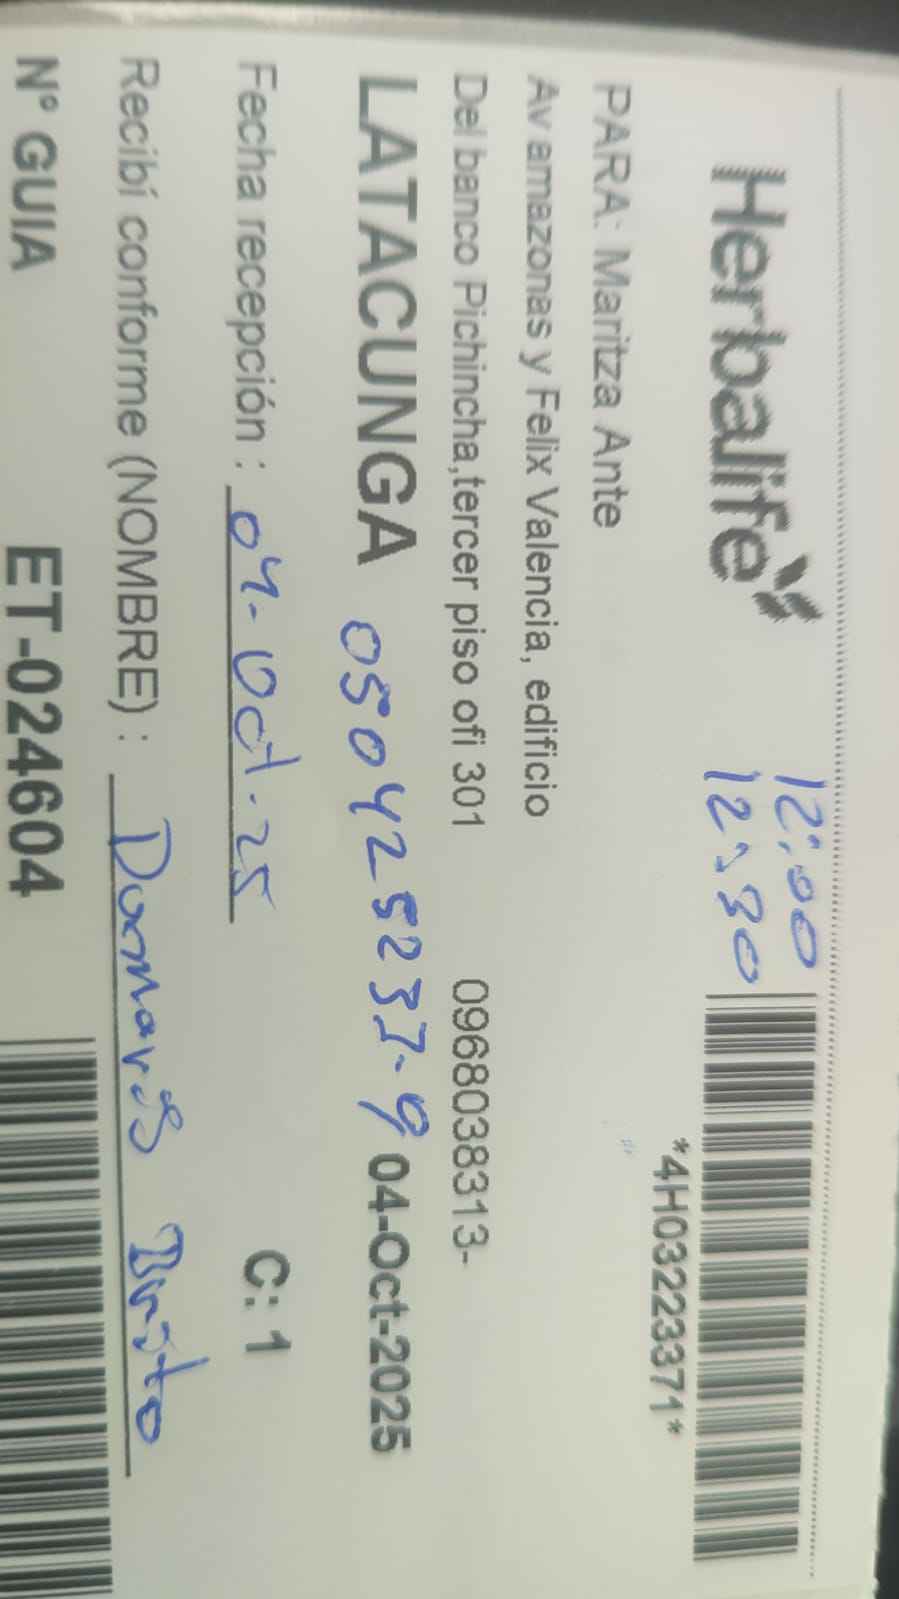 Herbalife
12:00
12:30
*4H03223371*
PARA: Maritza Ante
Av amazonas y Felix Valencia, edificio
Del banco Pichincha,tercer piso ofi 301 0968038313-
LATACUNGA 050425237-9 04-Oct-2025
Fecha recepción : 04-Oct-25 C: 1
Recibí conforme (NOMBRE) : Damaris Brito
N° GUIA ET-024604